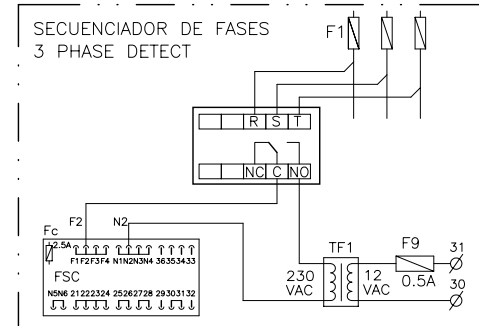 SECUENCIADOR DE FASES
3 PHASE DETECT
F1
R S T
NC C NO
F2 N2
Fc
2.5A
F1F2F3F4 N1N2N3N4 36353433
FSC
N5N6 21222324 25262728 29303132
TF1
230
VAC
12
VAC
F9
0.5A
31
30